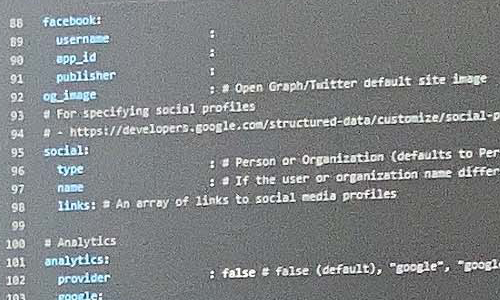 88 facebook:
89 username :
90 app_id :
91 publisher :
92 og_image : # Open Graph/Twitter default site image
93 # For specifying social profiles
94 # - https://developers.google.com/structured-data/customize/social-p
95 social:
96 type : # Person or Organization (defaults to Per
97 name : # If the user or organization name differ
98 links: # An array of links to social media profiles
99
100 # Analytics
101 analytics:
102 provider : false # false (default), "google", "googl
103 google: